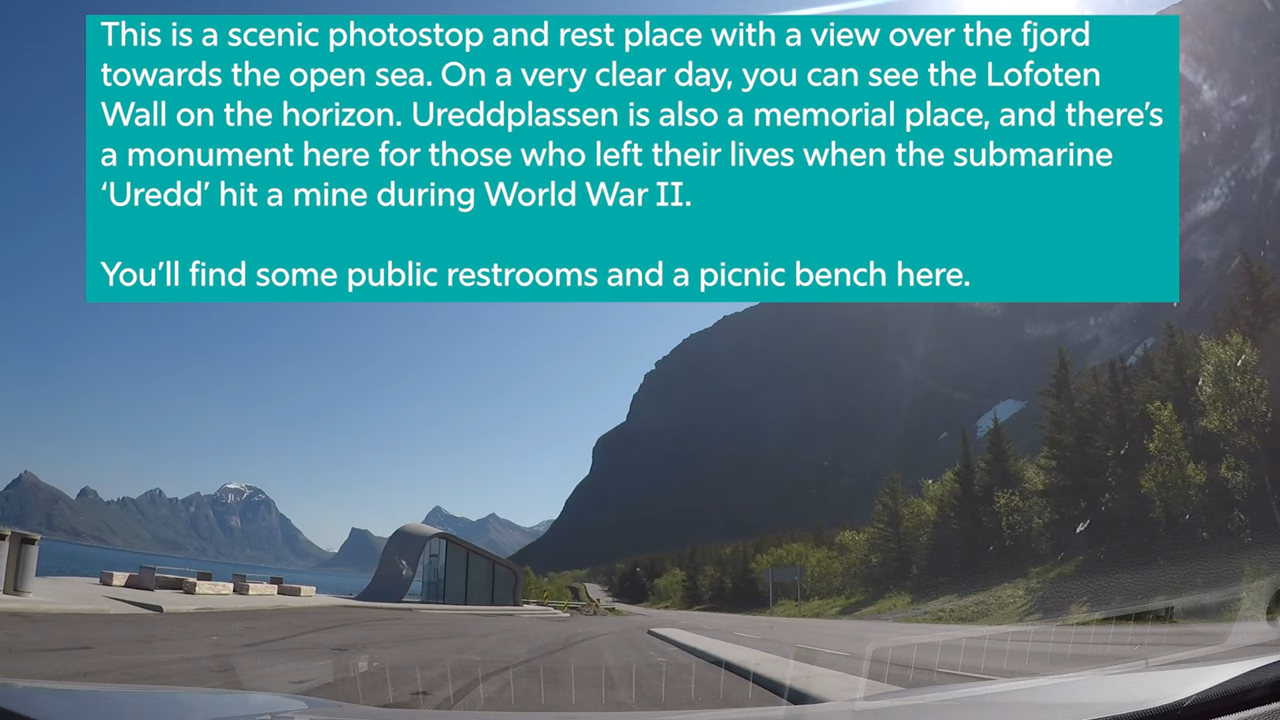 This is a scenic photostop and rest place with a view over the fjord
towards the open sea. On a very clear day, you can see the Lofoten
Wall on the horizon. Ureddplassen is also a memorial place, and there’s
a monument here for those who left their lives when the submarine
‘Uredd’ hit a mine during World War II.
You’ll find some public restrooms and a picnic bench here.